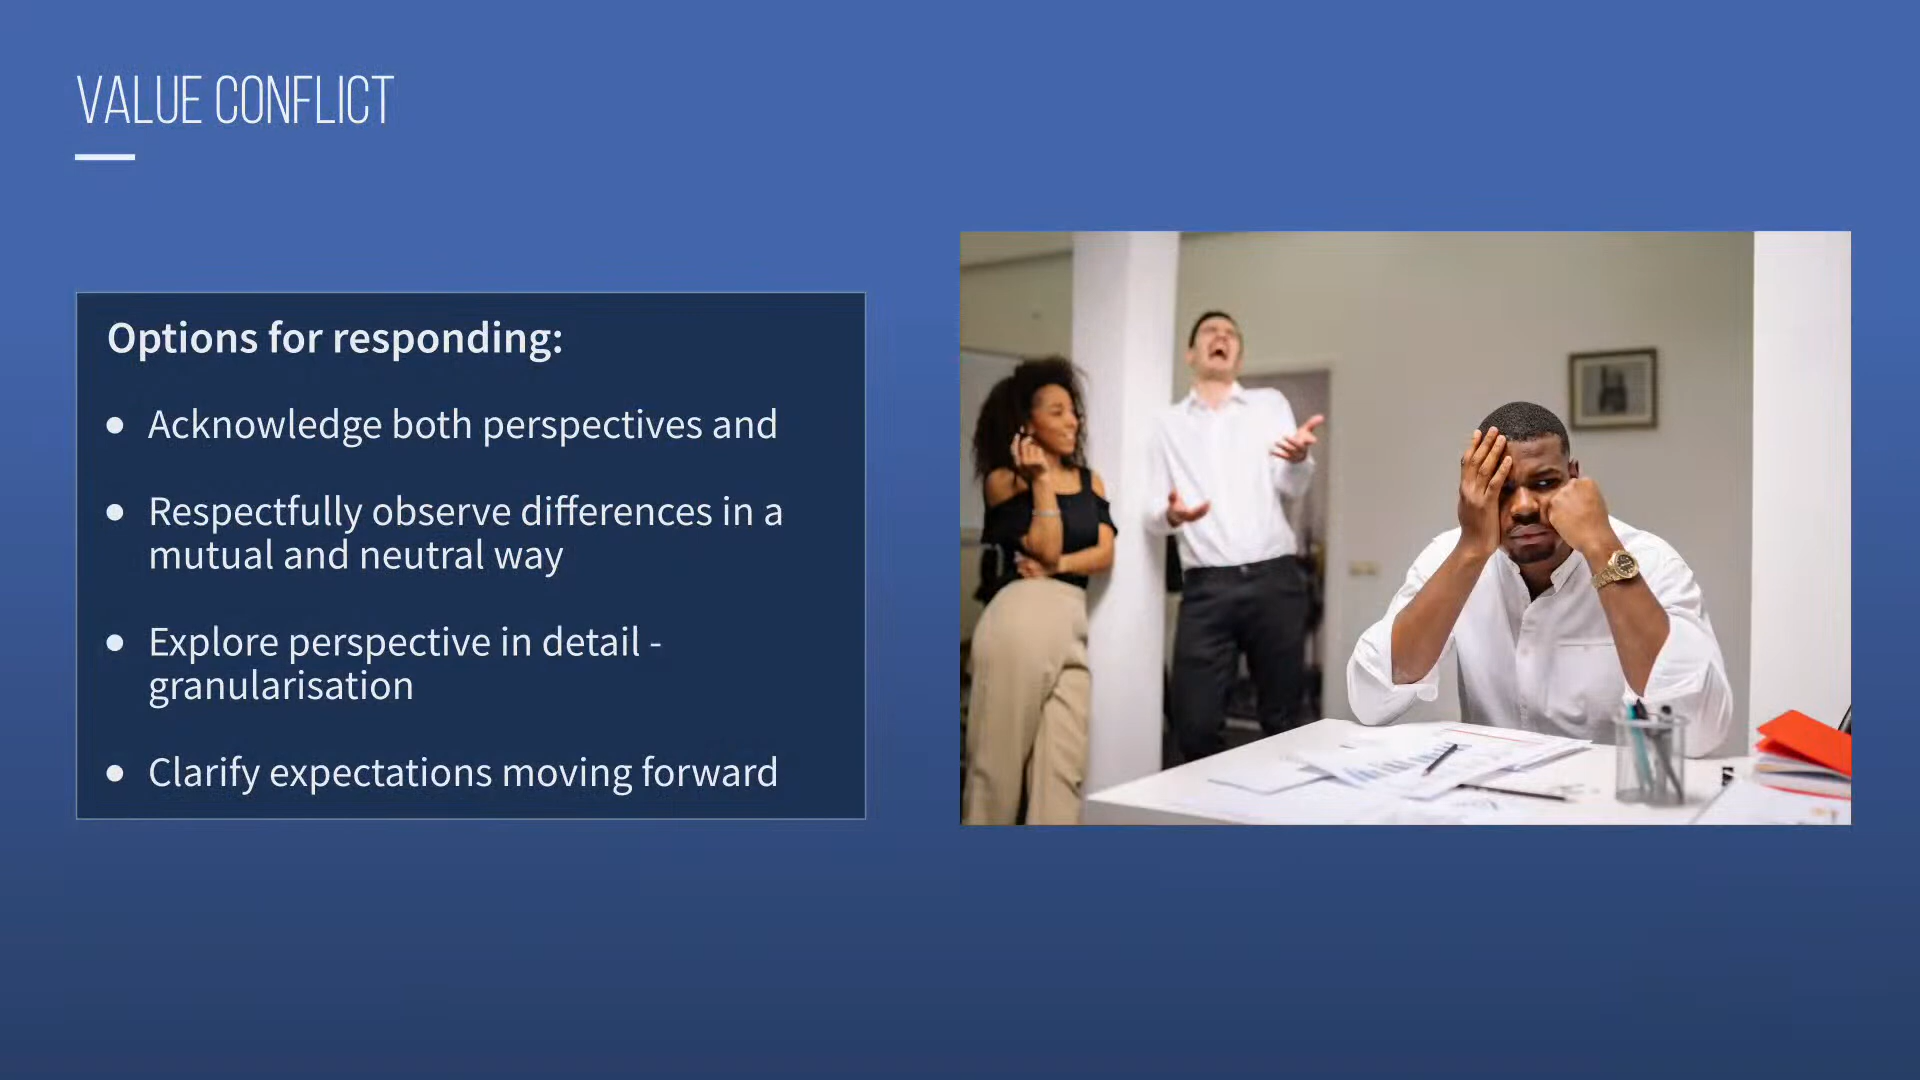 VALUE CONFLICT
Options for responding:
● Acknowledge both perspectives and
● Respectfully observe differences in a
mutual and neutral way
● Explore perspective in detail -
granularisation
● Clarify expectations moving forward